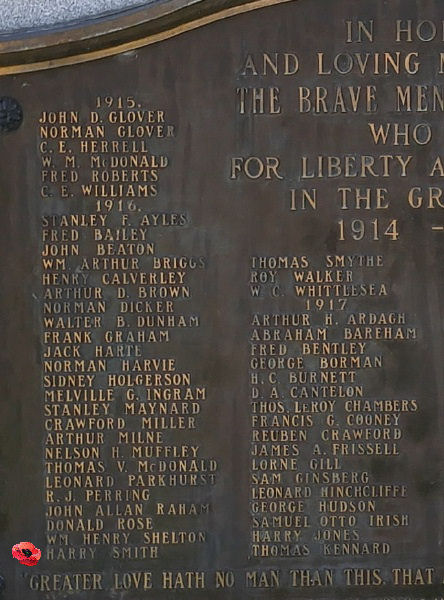 IN HO
AND LOVING
THE BRAVE MEN
WHO
FOR LIBERTY A
IN THE GR
1914 -
1915.
JOHN D. GLOVER
NORMAN GLOVER
C. E. HERRELL
W. M. McDONALD
FRED ROBERTS
C. E. WILLIAMS
1916.
STANLEY F. AYLES
FRED BAILEY
JOHN BEATON
WM. ARTHUR BRIGGS
HENRY CALVERLEY
ARTHUR D. BROWN
NORMAN DICKER
WALTER B. DUNHAM
FRANK GRAHAM
JACK HARTE
NORMAN HARVIE
SIDNEY HOLGERSON
MELVILLE G. INGRAM
STANLEY MAYNARD
CRAWFORD MILLER
ARTHUR MILNE
NELSON H. MUFFLEY
THOMAS V. McDONALD
LEONARD PARKHURST
R. J. PERRING
JOHN ALLAN RAHAM
DONALD ROSE
WM. HENRY SHELTON
HARRY SMITH
THOMAS SMYTHE
ROY WALKER
W. C. WHITTLESEA
1917
ARTHUR H. ARDAGH
ABRAHAM BAREHAM
FRED BENTLEY
GEORGE BORMAN
H. C. BURNETT
D. A. CANTELON
THOS. LEROY CHAMBERS
FRANCIS G. COONEY
REUBEN CRAWFORD
JAMES A. FRISSELL
LORNE GILL
SAM GINSBERG
LEONARD HINCHCLIFFE
GEORGE HUDSON
SAMUEL OTTO IRISH
HARRY JONES
THOMAS KENNARD
"GREATER LOVE HATH NO MAN THAN THIS, THAT